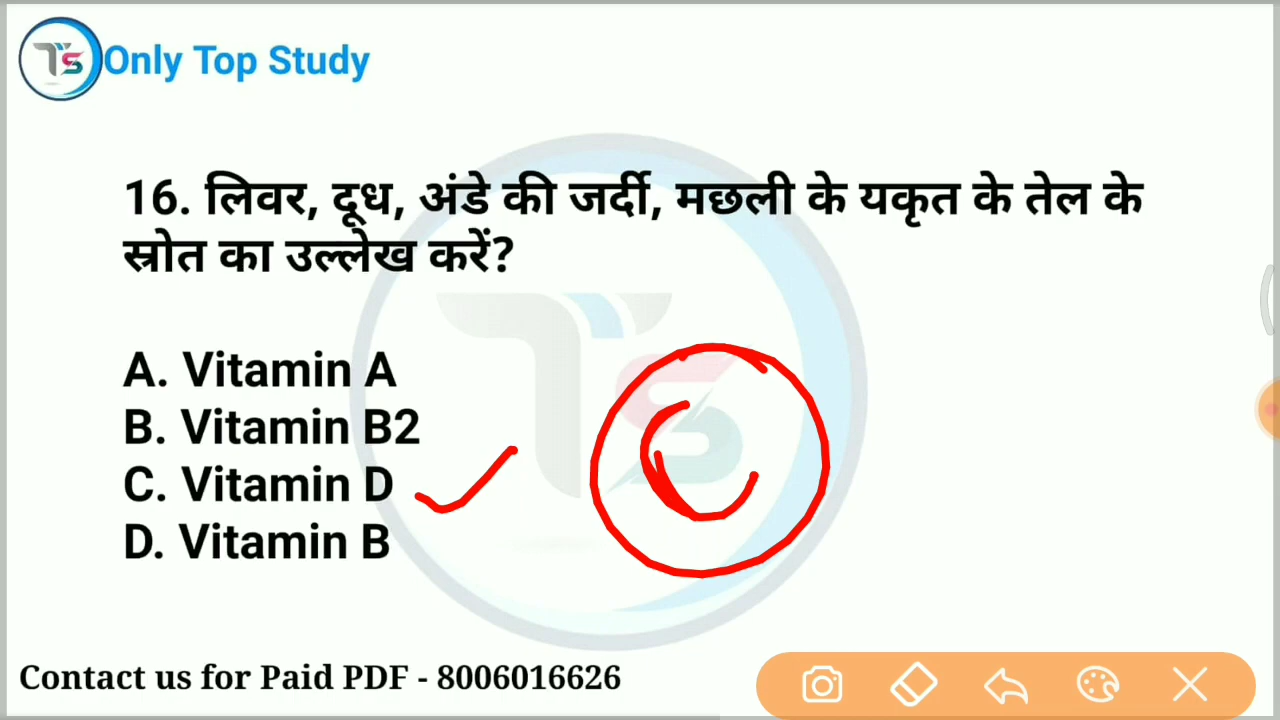 TS Only Top Study
16. लिवर, दूध, अंडे की जर्दी, मछली के यकृत के तेल के
स्रोत का उल्लेख करें?
A. Vitamin A
B. Vitamin B2
C. Vitamin D
D. Vitamin B
C
Contact us for Paid PDF - 8006016626